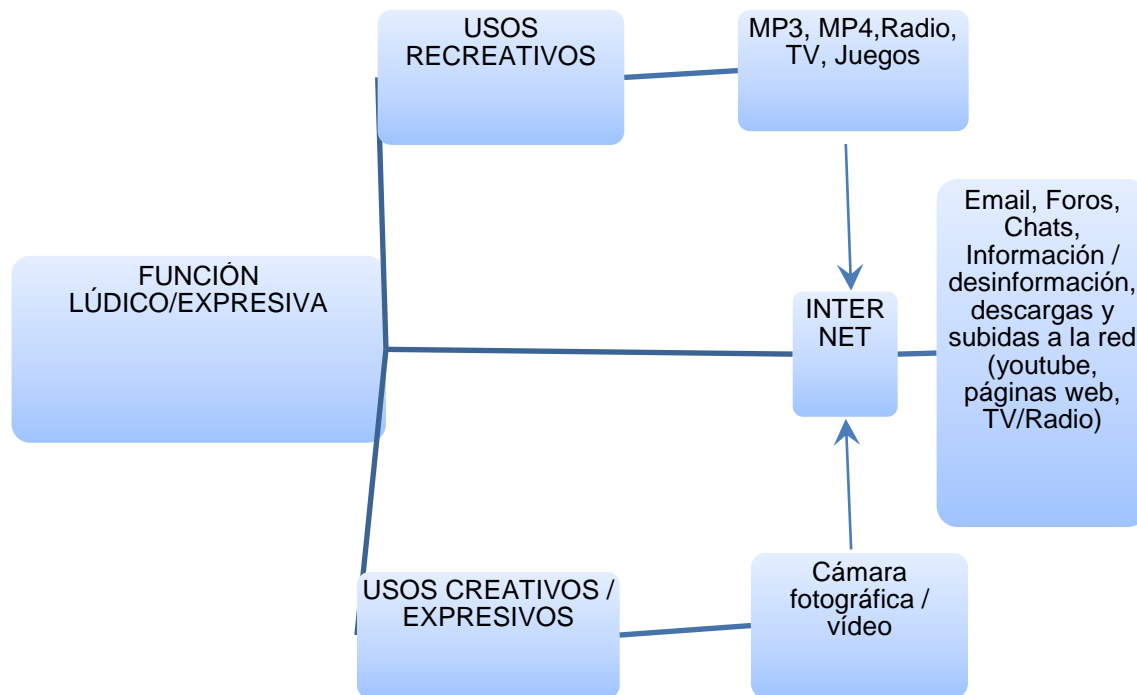 USOS
RECREATIVOS
MP3, MP4,Radio,
TV, Juegos
FUNCIÓN
LÚDICO/EXPRESIVA
INTER
NET
Email, Foros,
Chats,
Información /
desinformación,
descargas y
subidas a la red
(youtube,
páginas web,
TV/Radio)
USOS CREATIVOS /
EXPRESIVOS
Cámara
fotográfica /
vídeo